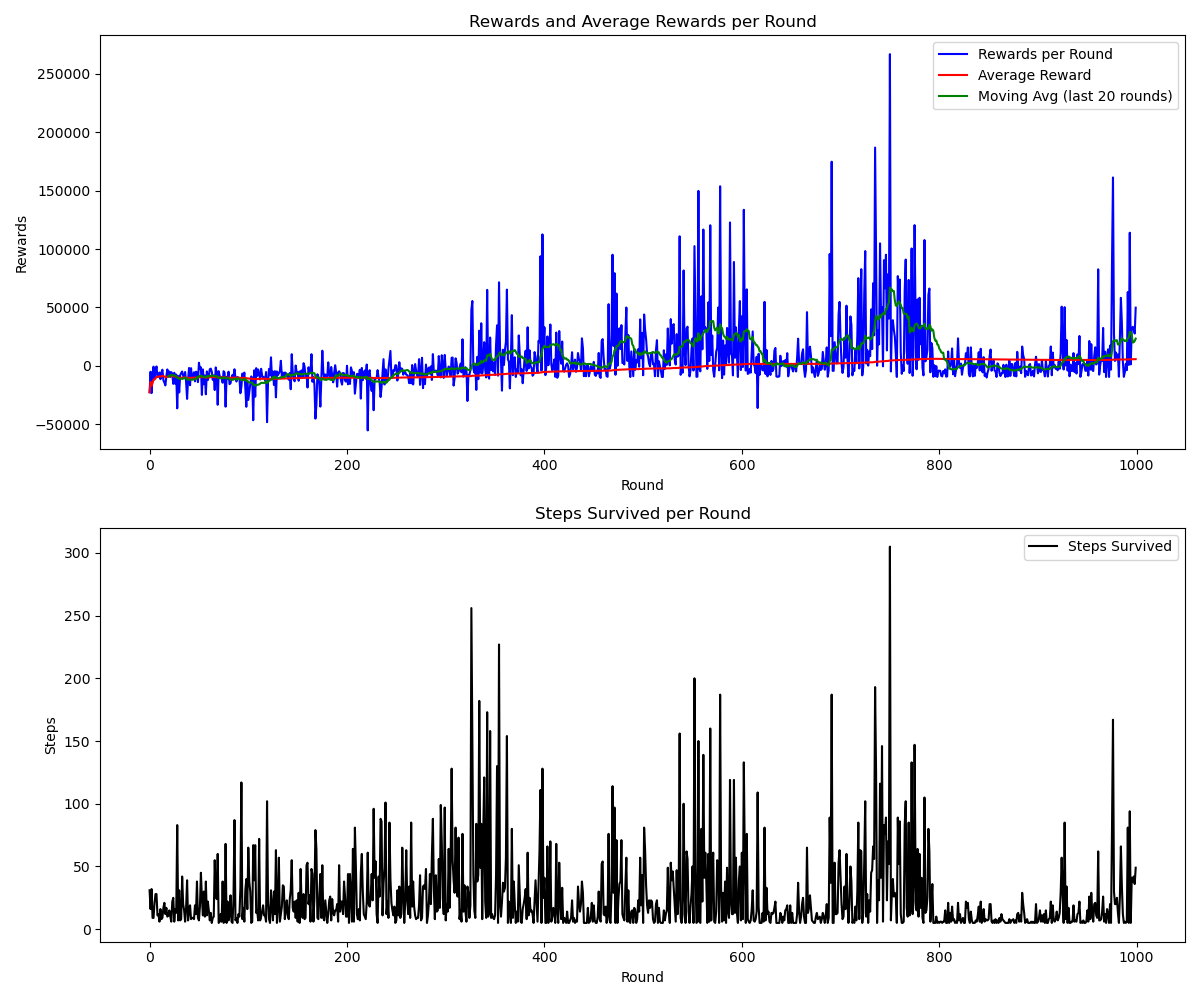 Rewards and Average Rewards per Round
250000
200000
150000
100000
50000
0
−50000
Rewards
Rewards per Round
Average Reward
Moving Avg (last 20 rounds)
0 200 400 600 800 1000
Round
Steps Survived per Round
300
250
200
150
100
50
0
Steps
Steps Survived
0 200 400 600 800 1000
Round